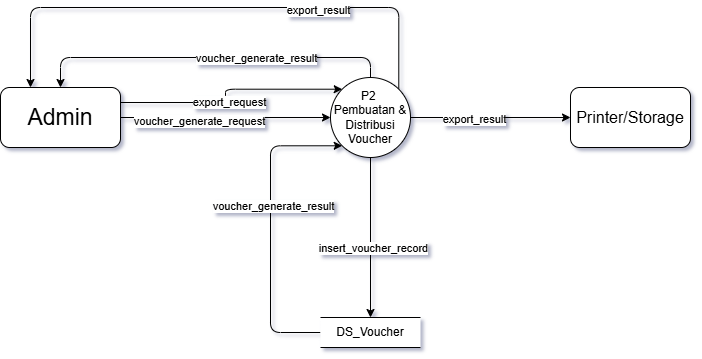 export_result
voucher_generate_result
P2
Pembuatan &
Distribusi
Voucher
Admin
export_request
voucher_generate_request
export_result
Printer/Storage
voucher_generate_result
insert_voucher_record
DS_Voucher